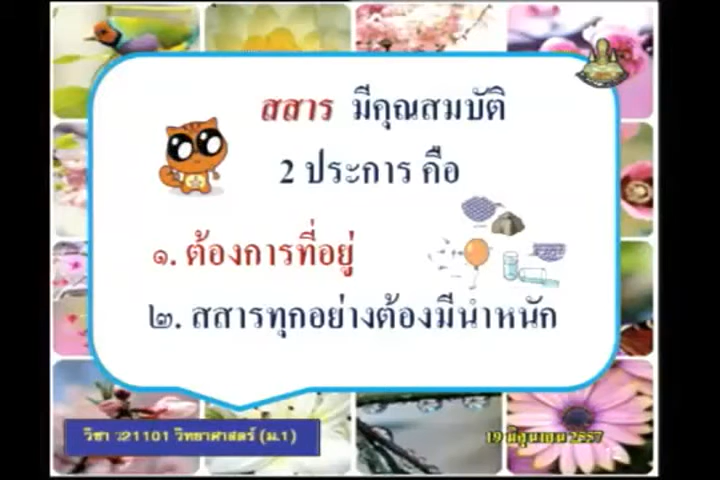 สสาร มีคุณสมบัติ
2 ประการ คือ
๑. ต้องการที่อยู่
๒. สสารทุกอย่างต้องมีน้ำหนัก
วิชา ว21101 วิทยาศาสตร์ (ม.1)
19 มิถุนายน 2557